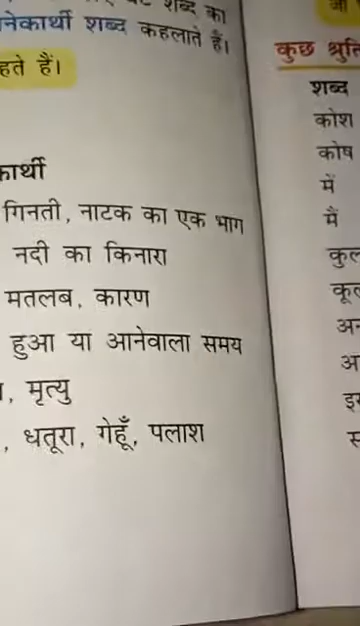 शब्द का
शब्द कहलाते हैं।
हते हैं।
गिनती, नाटक का एक भाग
नदी का किनारा
मतलब, कारण
हुआ या आनेवाला समय
, मृत्यु
, धतूरा, गेहूँ, पलाश
कुछ
शब्द
कोश
कोष
में
मैं